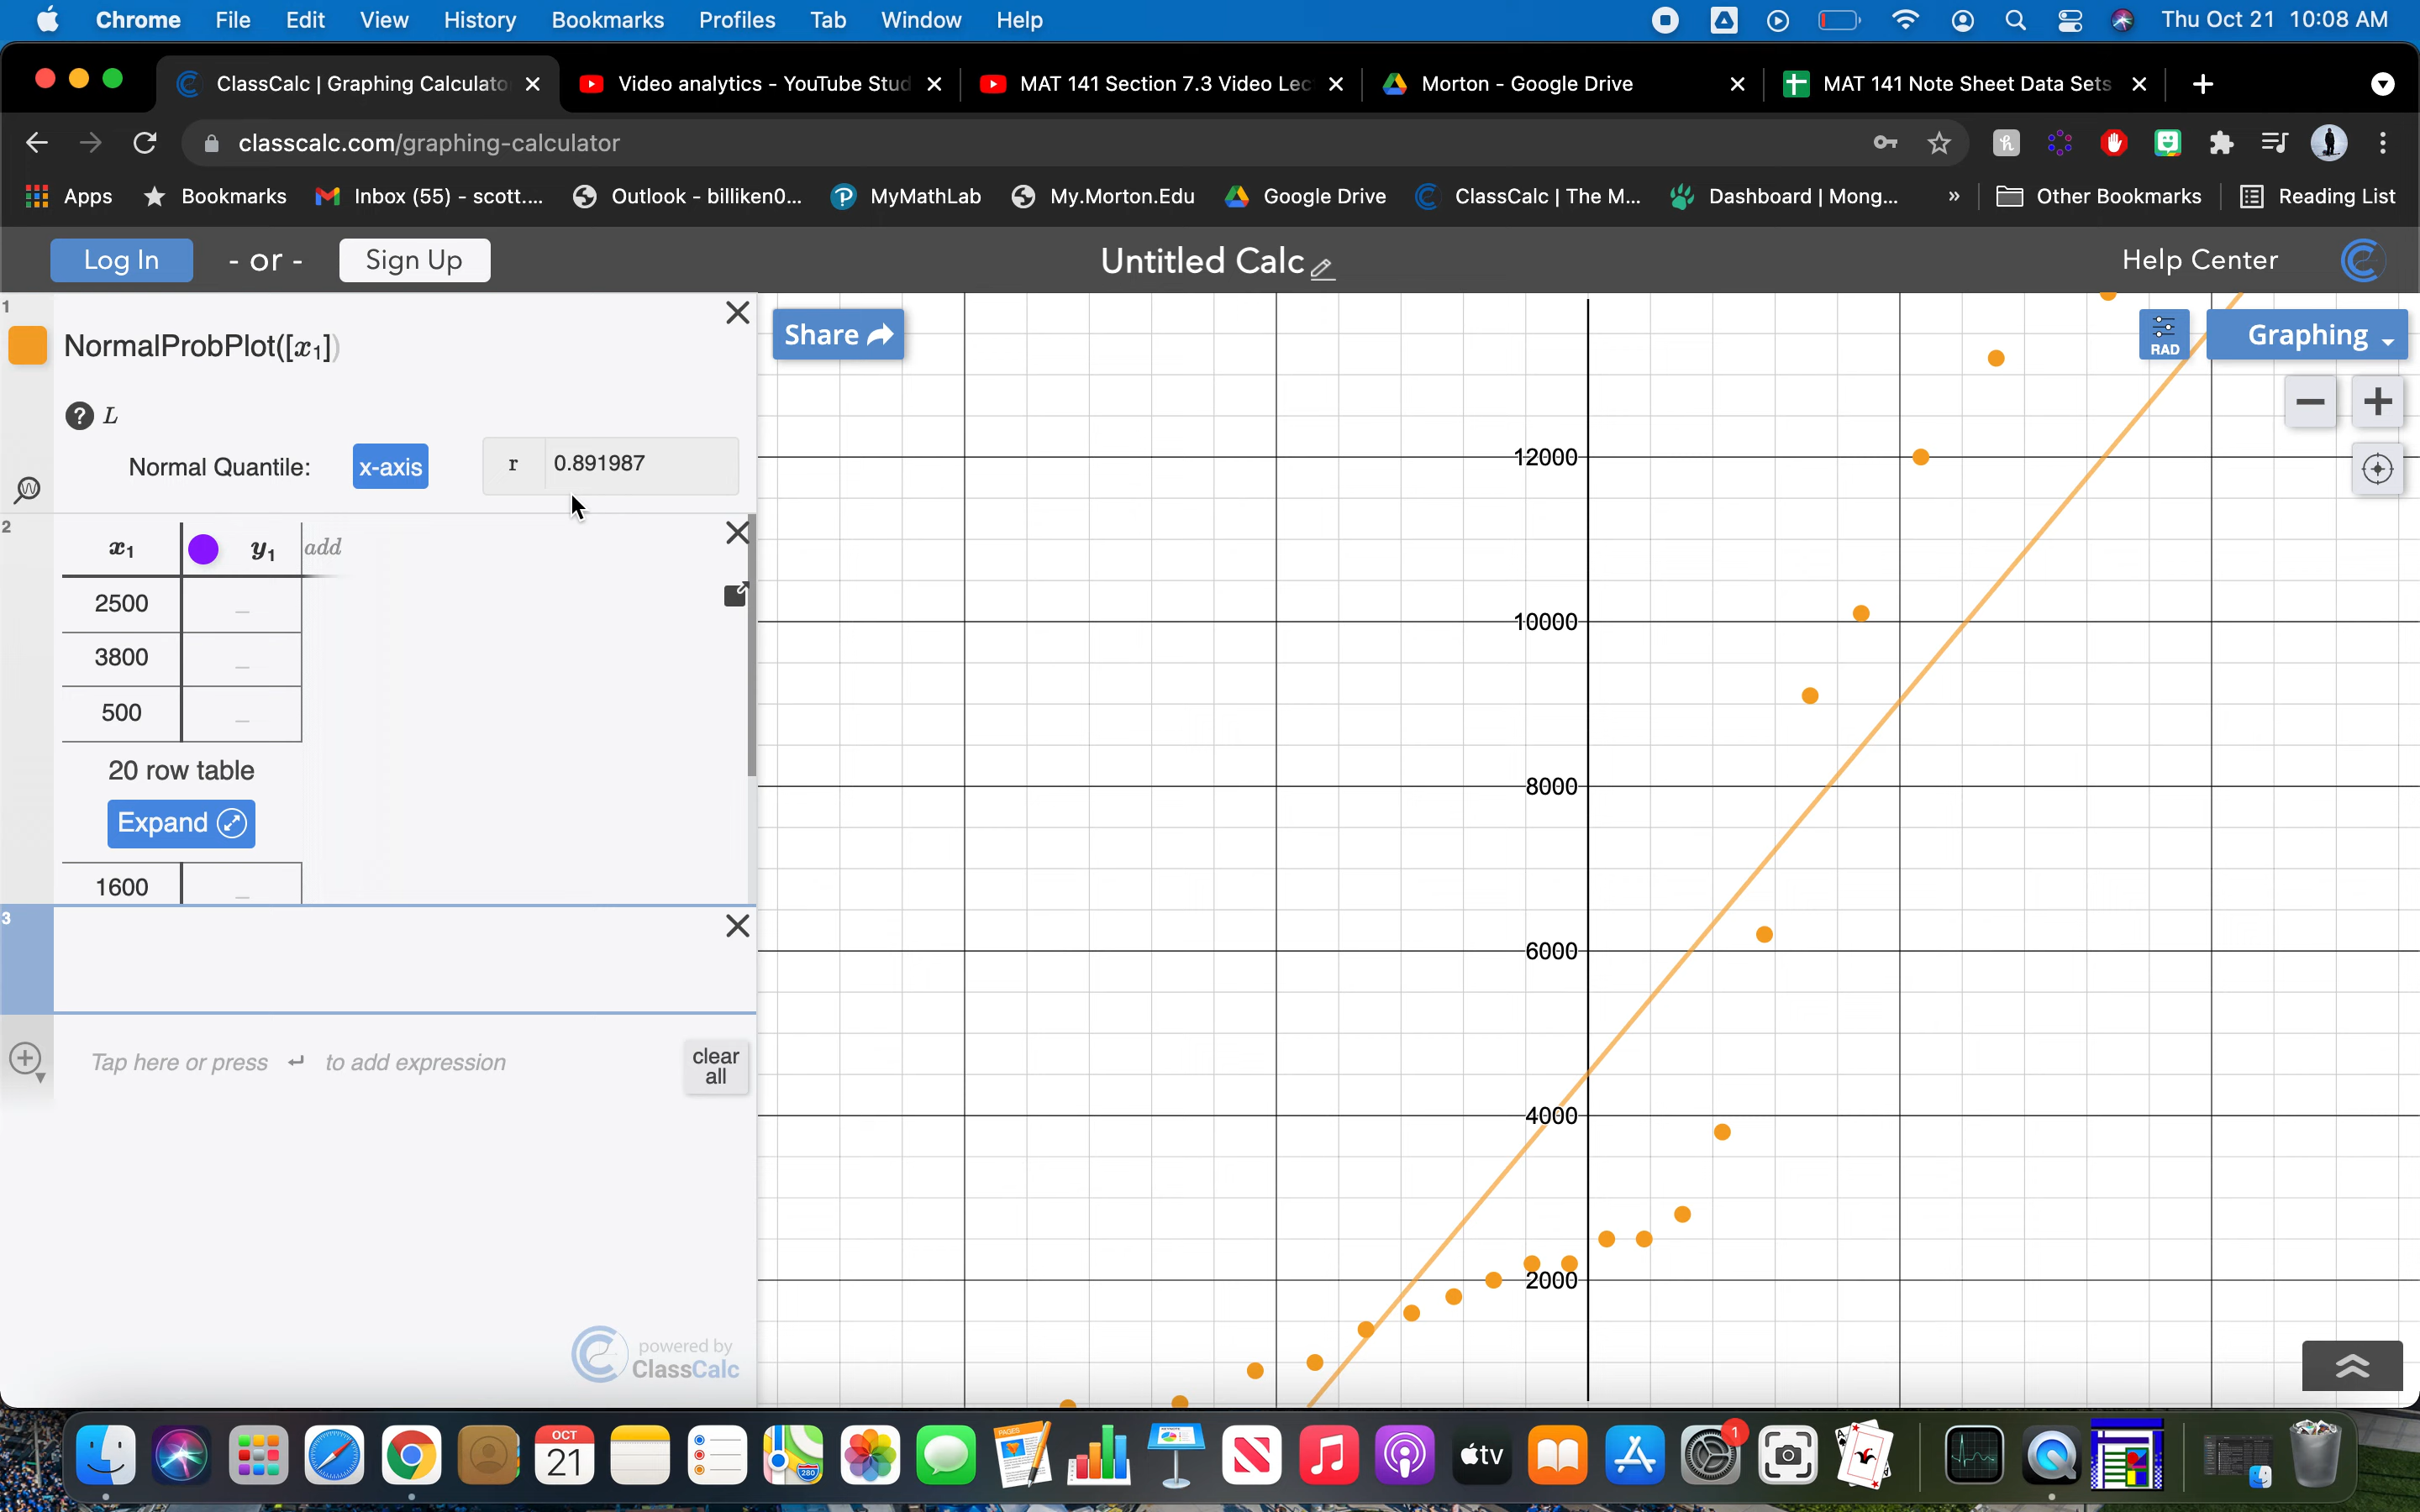 Chrome File Edit View History Bookmarks Profiles Tab Window Help Thu Oct 21 10:08 AM
ClassCalc | Graphing Calculato Video analytics - YouTube Stud MAT 141 Section 7.3 Video Lec Morton - Google Drive MAT 141 Note Sheet Data Sets
classcalc.com/graphing-calculator
Apps Bookmarks Inbox (55) - scott.... Outlook - billiken0... MyMathLab My.Morton.Edu Google Drive ClassCalc | The M... Dashboard | Mong... » Other Bookmarks Reading List
Log In - or - Sign Up Untitled Calc Help Center
1
NormalProbPlot([x₁])
? L
Normal Quantile: x-axis r 0.891987
2
x₁ y₁ add
2500 _
3800 _
500 _
20 row table
Expand
1600 _
3
Tap here or press ↵ to add expression
clear
all
powered by
ClassCalc
Share
RAD
Graphing
12000
10000
8000
6000
4000
2000
OCT
21
PAGES
280
tv
1
A